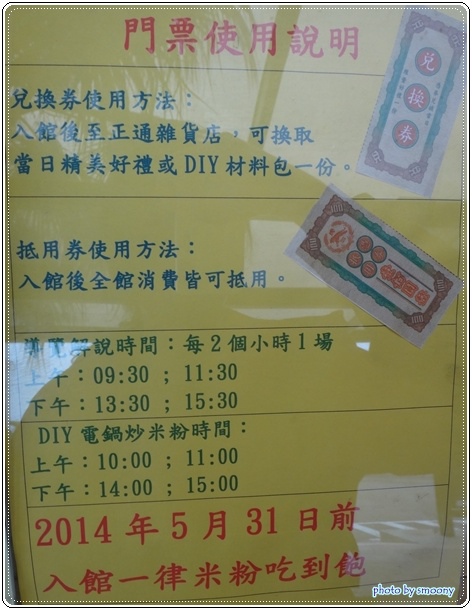 門票使用說明
兌換券使用方法：
入館後至正通雜貨店，可換取
當日精美好禮或DIY材料包一份。
兌換券
抵用券使用方法：
入館後全館消費皆可抵用。
導覽解說時間：每2個小時1場
上午：09:30 ; 11:30
下午：13:30 ; 15:30
DIY電鍋炒米粉時間：
上午：10:00 ; 11:00
下午：14:00 ; 15:00
2014年5月31日前
入館一律米粉吃到飽
photo by smoony